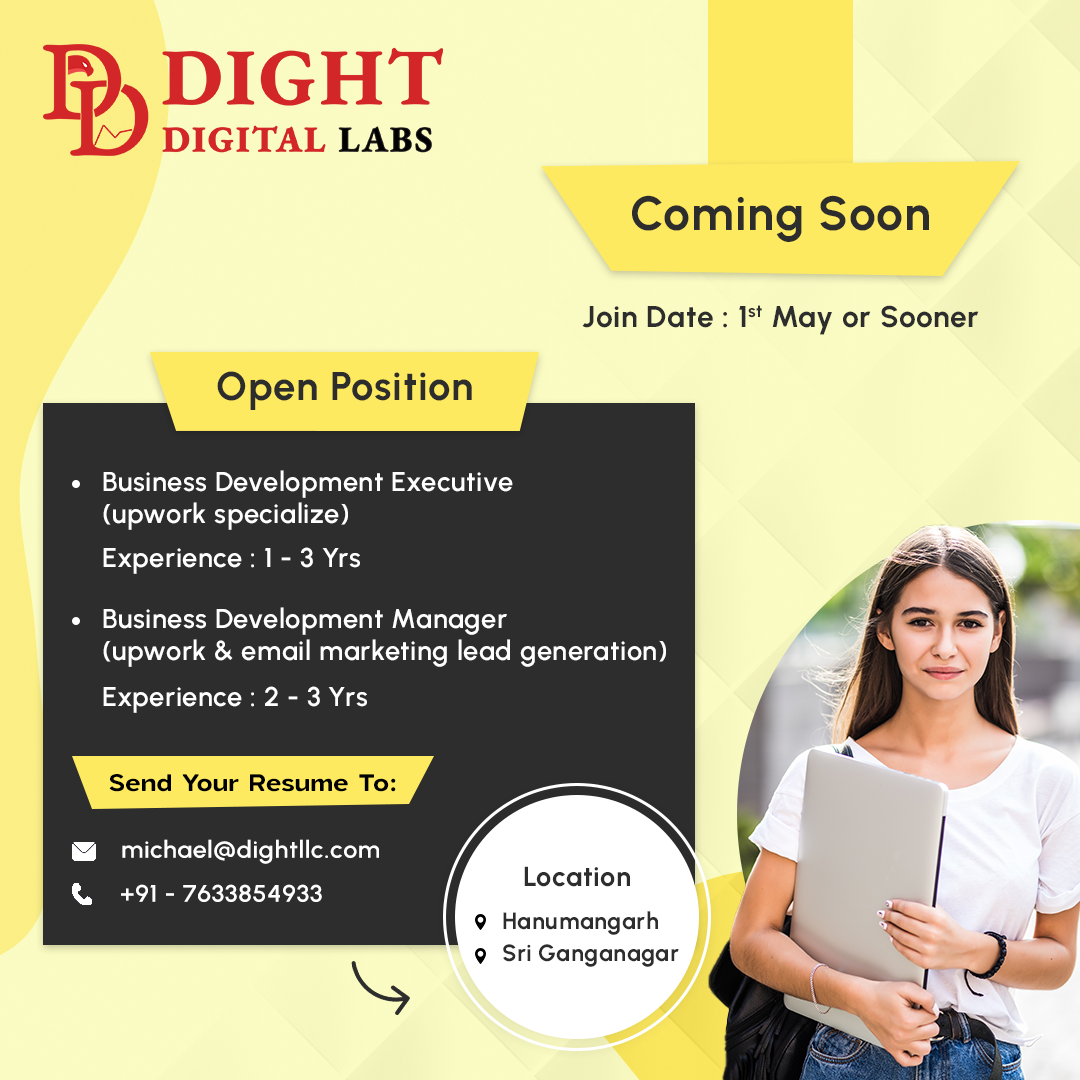 DD DIGHT
DIGITAL LABS
Coming Soon
Join Date : 1st May or Sooner
Open Position
• Business Development Executive
(upwork specialize)
Experience : 1 - 3 Yrs
• Business Development Manager
(upwork & email marketing lead generation)
Experience : 2 - 3 Yrs
Send Your Resume To:
michael@dightllc.com
+91 - 7633854933
Location
Hanumangarh
Sri Ganganagar